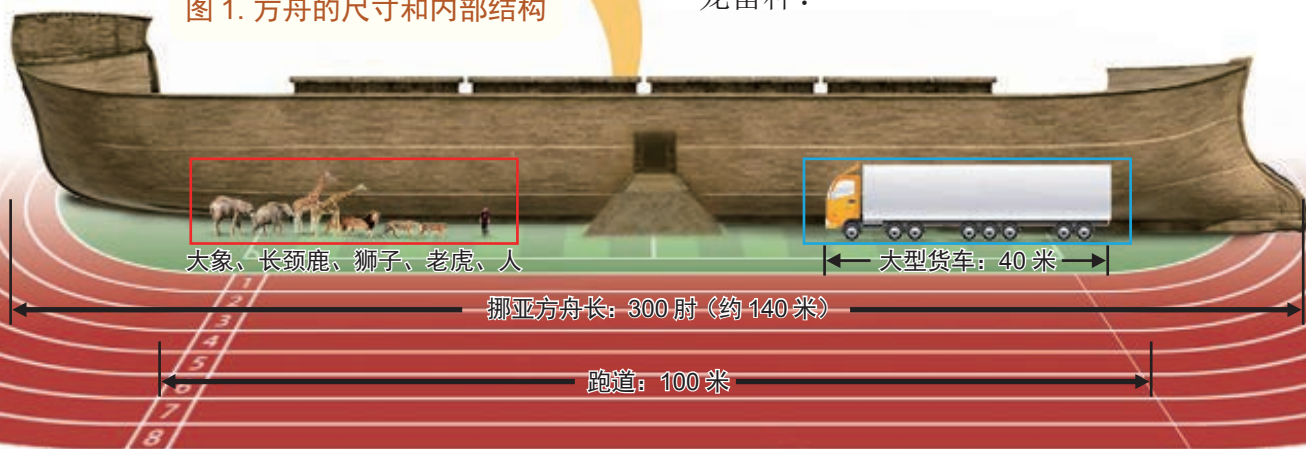 图 1. 方舟的尺寸和内部结构
大象、长颈鹿、狮子、老虎、人
大型货车：40 米
挪亚方舟长：300 肘（约 140 米）
跑道：100 米
1
2
3
4
5
6
7
8